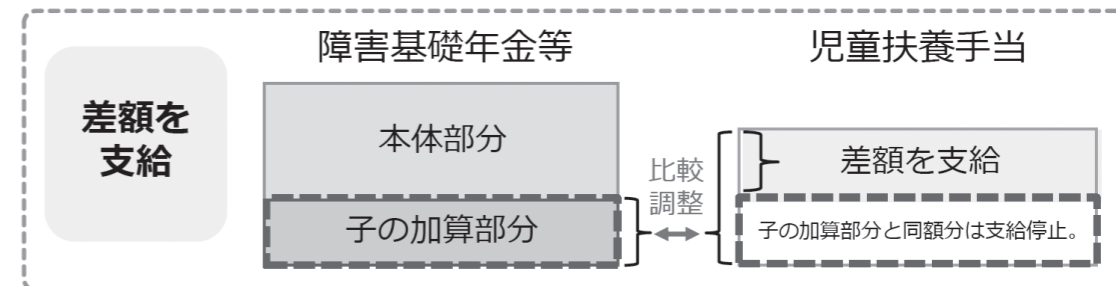 差額を
支給
障害基礎年金等
本体部分
子の加算部分
比較
調整
児童扶養手当
差額を支給
子の加算部分と同額分は支給停止。